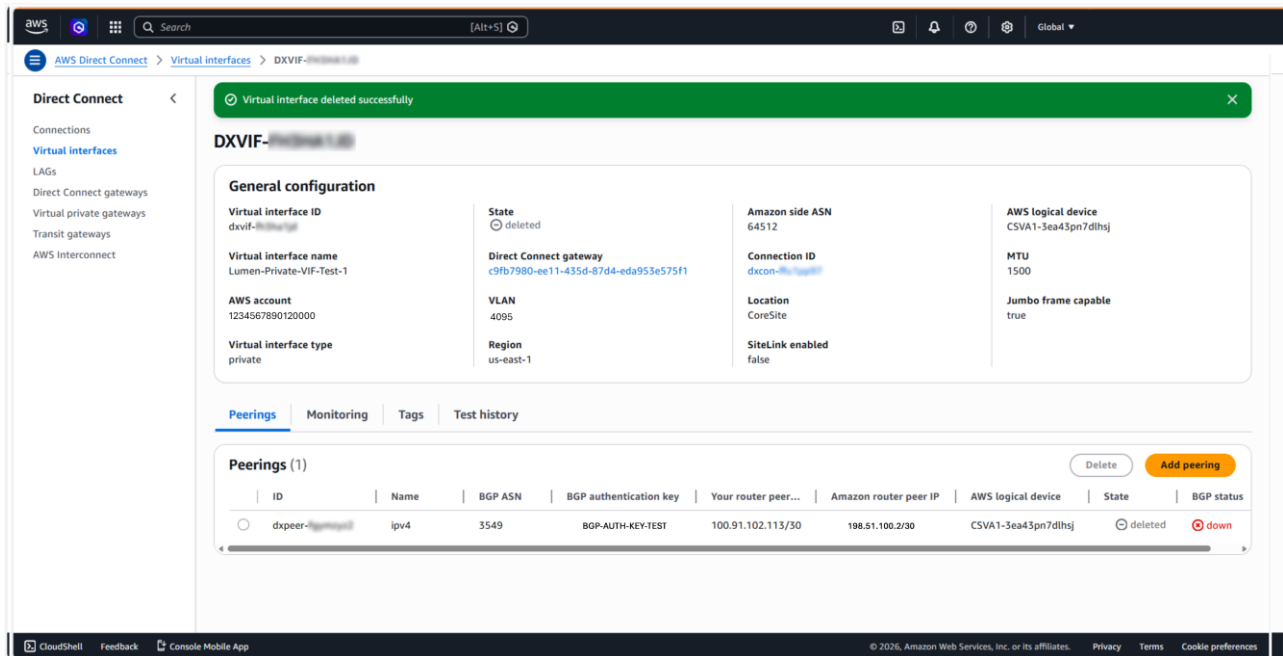 aws
Search
[Alt+S]
Global
AWS Direct Connect > Virtual interfaces > DXVIF-
Direct Connect
Connections
Virtual interfaces
LAGs
Direct Connect gateways
Virtual private gateways
Transit gateways
AWS Interconnect
Virtual interface deleted successfully
DXVIF-
General configuration
Virtual interface ID
dxvif-
Virtual interface name
Lumen-Private-VIF-Test-1
AWS account
1234567890120000
Virtual interface type
private
State
deleted
Direct Connect gateway
c9fb7980-ee11-435d-87d4-eda953e575f1
VLAN
4095
Region
us-east-1
Amazon side ASN
64512
Connection ID
dxcon-
Location
CoreSite
SiteLink enabled
false
AWS logical device
CSVA1-3ea43pn7dlhsj
MTU
1500
Jumbo frame capable
true
Peerings Monitoring Tags Test history
Peerings (1)
Delete Add peering
ID Name BGP ASN BGP authentication key Your router peer... Amazon router peer IP AWS logical device State BGP status
dxpeer- ipv4 3549 BGP-AUTH-KEY-TEST 100.91.102.113/30 198.51.100.2/30 CSVA1-3ea43pn7dlhsj deleted down
CloudShell Feedback Console Mobile App © 2026, Amazon Web Services, Inc. or its affiliates. Privacy Terms Cookie preferences